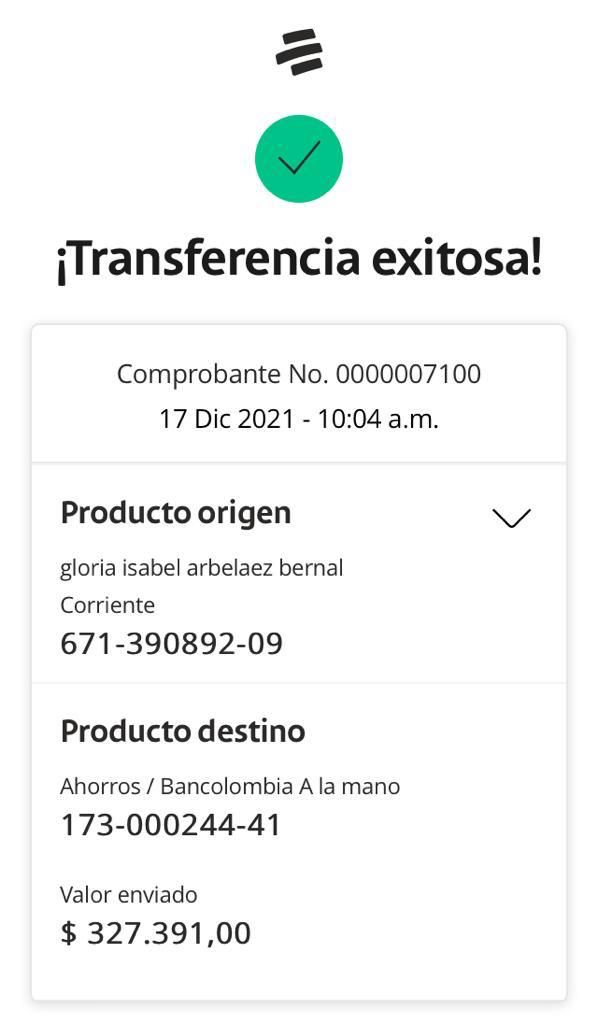 ¡Transferencia exitosa!
Comprobante No. 0000007100
17 Dic 2021 - 10:04 a.m.
Producto origen
gloria isabel arbelaez bernal
Corriente
671-390892-09
Producto destino
Ahorros / Bancolombia A la mano
173-000244-41
Valor enviado
$ 327.391,00